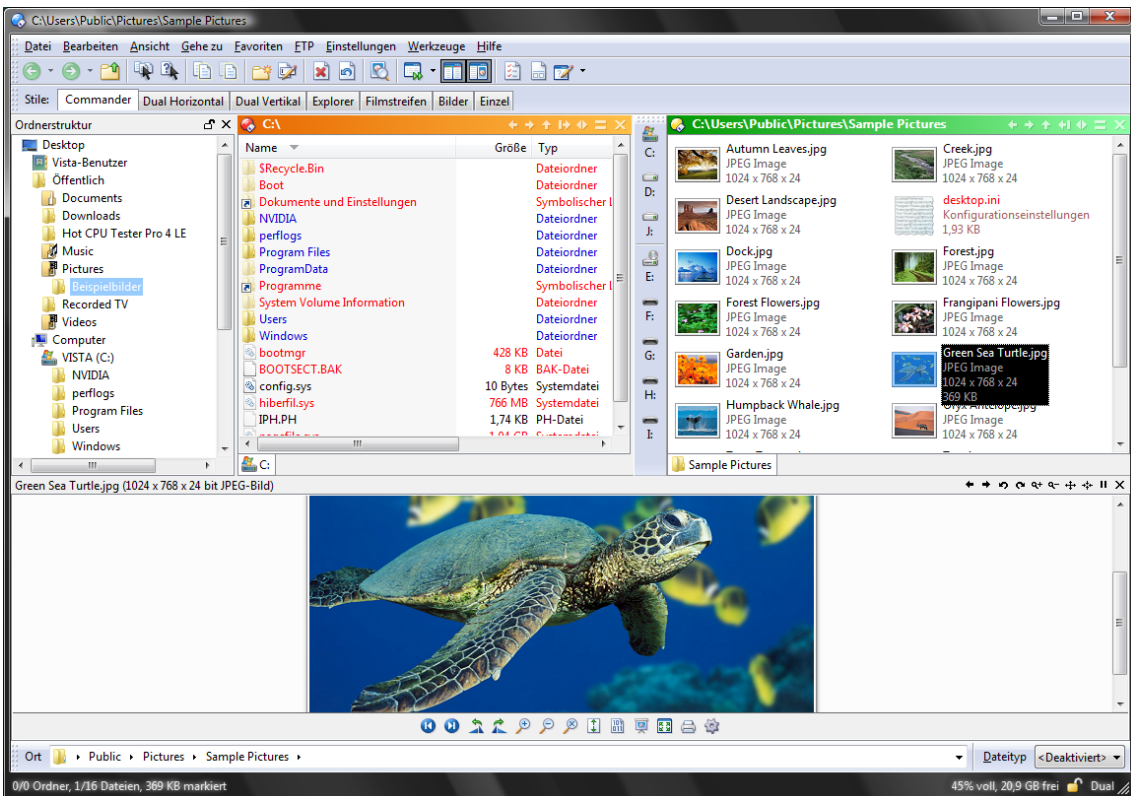 C:\Users\Public\Pictures\Sample Pictures
Datei Bearbeiten Ansicht Gehe zu Favoriten FTP Einstellungen Werkzeuge Hilfe
Stile: Commander Dual Horizontal Dual Vertikal Explorer Filmstreifen Bilder Einzel
Ordnerstruktur
Desktop
Vista-Benutzer
Öffentlich
Documents
Downloads
Hot CPU Tester Pro 4 LE
Music
Pictures
Beispielbilder
Recorded TV
Videos
Computer
VISTA (C:)
NVIDIA
perflogs
Program Files
Users
Windows
C:\
Name Größe Typ
$Recycle.Bin Dateiordner
Boot Dateiordner
Dokumente und Einstellungen Symbolischer L
NVIDIA Dateiordner
perflogs Dateiordner
Program Files Dateiordner
ProgramData Dateiordner
Programme Symbolischer L
System Volume Information Dateiordner
Users Dateiordner
Windows Dateiordner
bootmgr 428 KB Datei
BOOTSECT.BAK 8 KB BAK-Datei
config.sys 10 Bytes Systemdatei
hiberfil.sys 766 MB Systemdatei
IPH.PH 1,74 KB PH-Datei
C:
C:
D:
J:
E:
F:
G:
H:
I:
C:\Users\Public\Pictures\Sample Pictures
Autumn Leaves.jpg
JPEG Image
1024 x 768 x 24
Creek.jpg
JPEG Image
1024 x 768 x 24
Desert Landscape.jpg
JPEG Image
1024 x 768 x 24
desktop.ini
Konfigurationseinstellungen
1,93 KB
Dock.jpg
JPEG Image
1024 x 768 x 24
Forest.jpg
JPEG Image
1024 x 768 x 24
Forest Flowers.jpg
JPEG Image
1024 x 768 x 24
Frangipani Flowers.jpg
JPEG Image
1024 x 768 x 24
Garden.jpg
JPEG Image
1024 x 768 x 24
Green Sea Turtle.jpg
JPEG Image
1024 x 768 x 24
369 KB
Humpback Whale.jpg
JPEG Image
1024 x 768 x 24
JPEG Image
1024 x 768 x 24
Sample Pictures
Green Sea Turtle.jpg (1024 x 768 x 24 bit JPEG-Bild)
Ort Public Pictures Sample Pictures Dateityp <Deaktiviert>
0/0 Ordner, 1/16 Dateien, 369 KB markiert 45% voll, 20,9 GB frei Dual